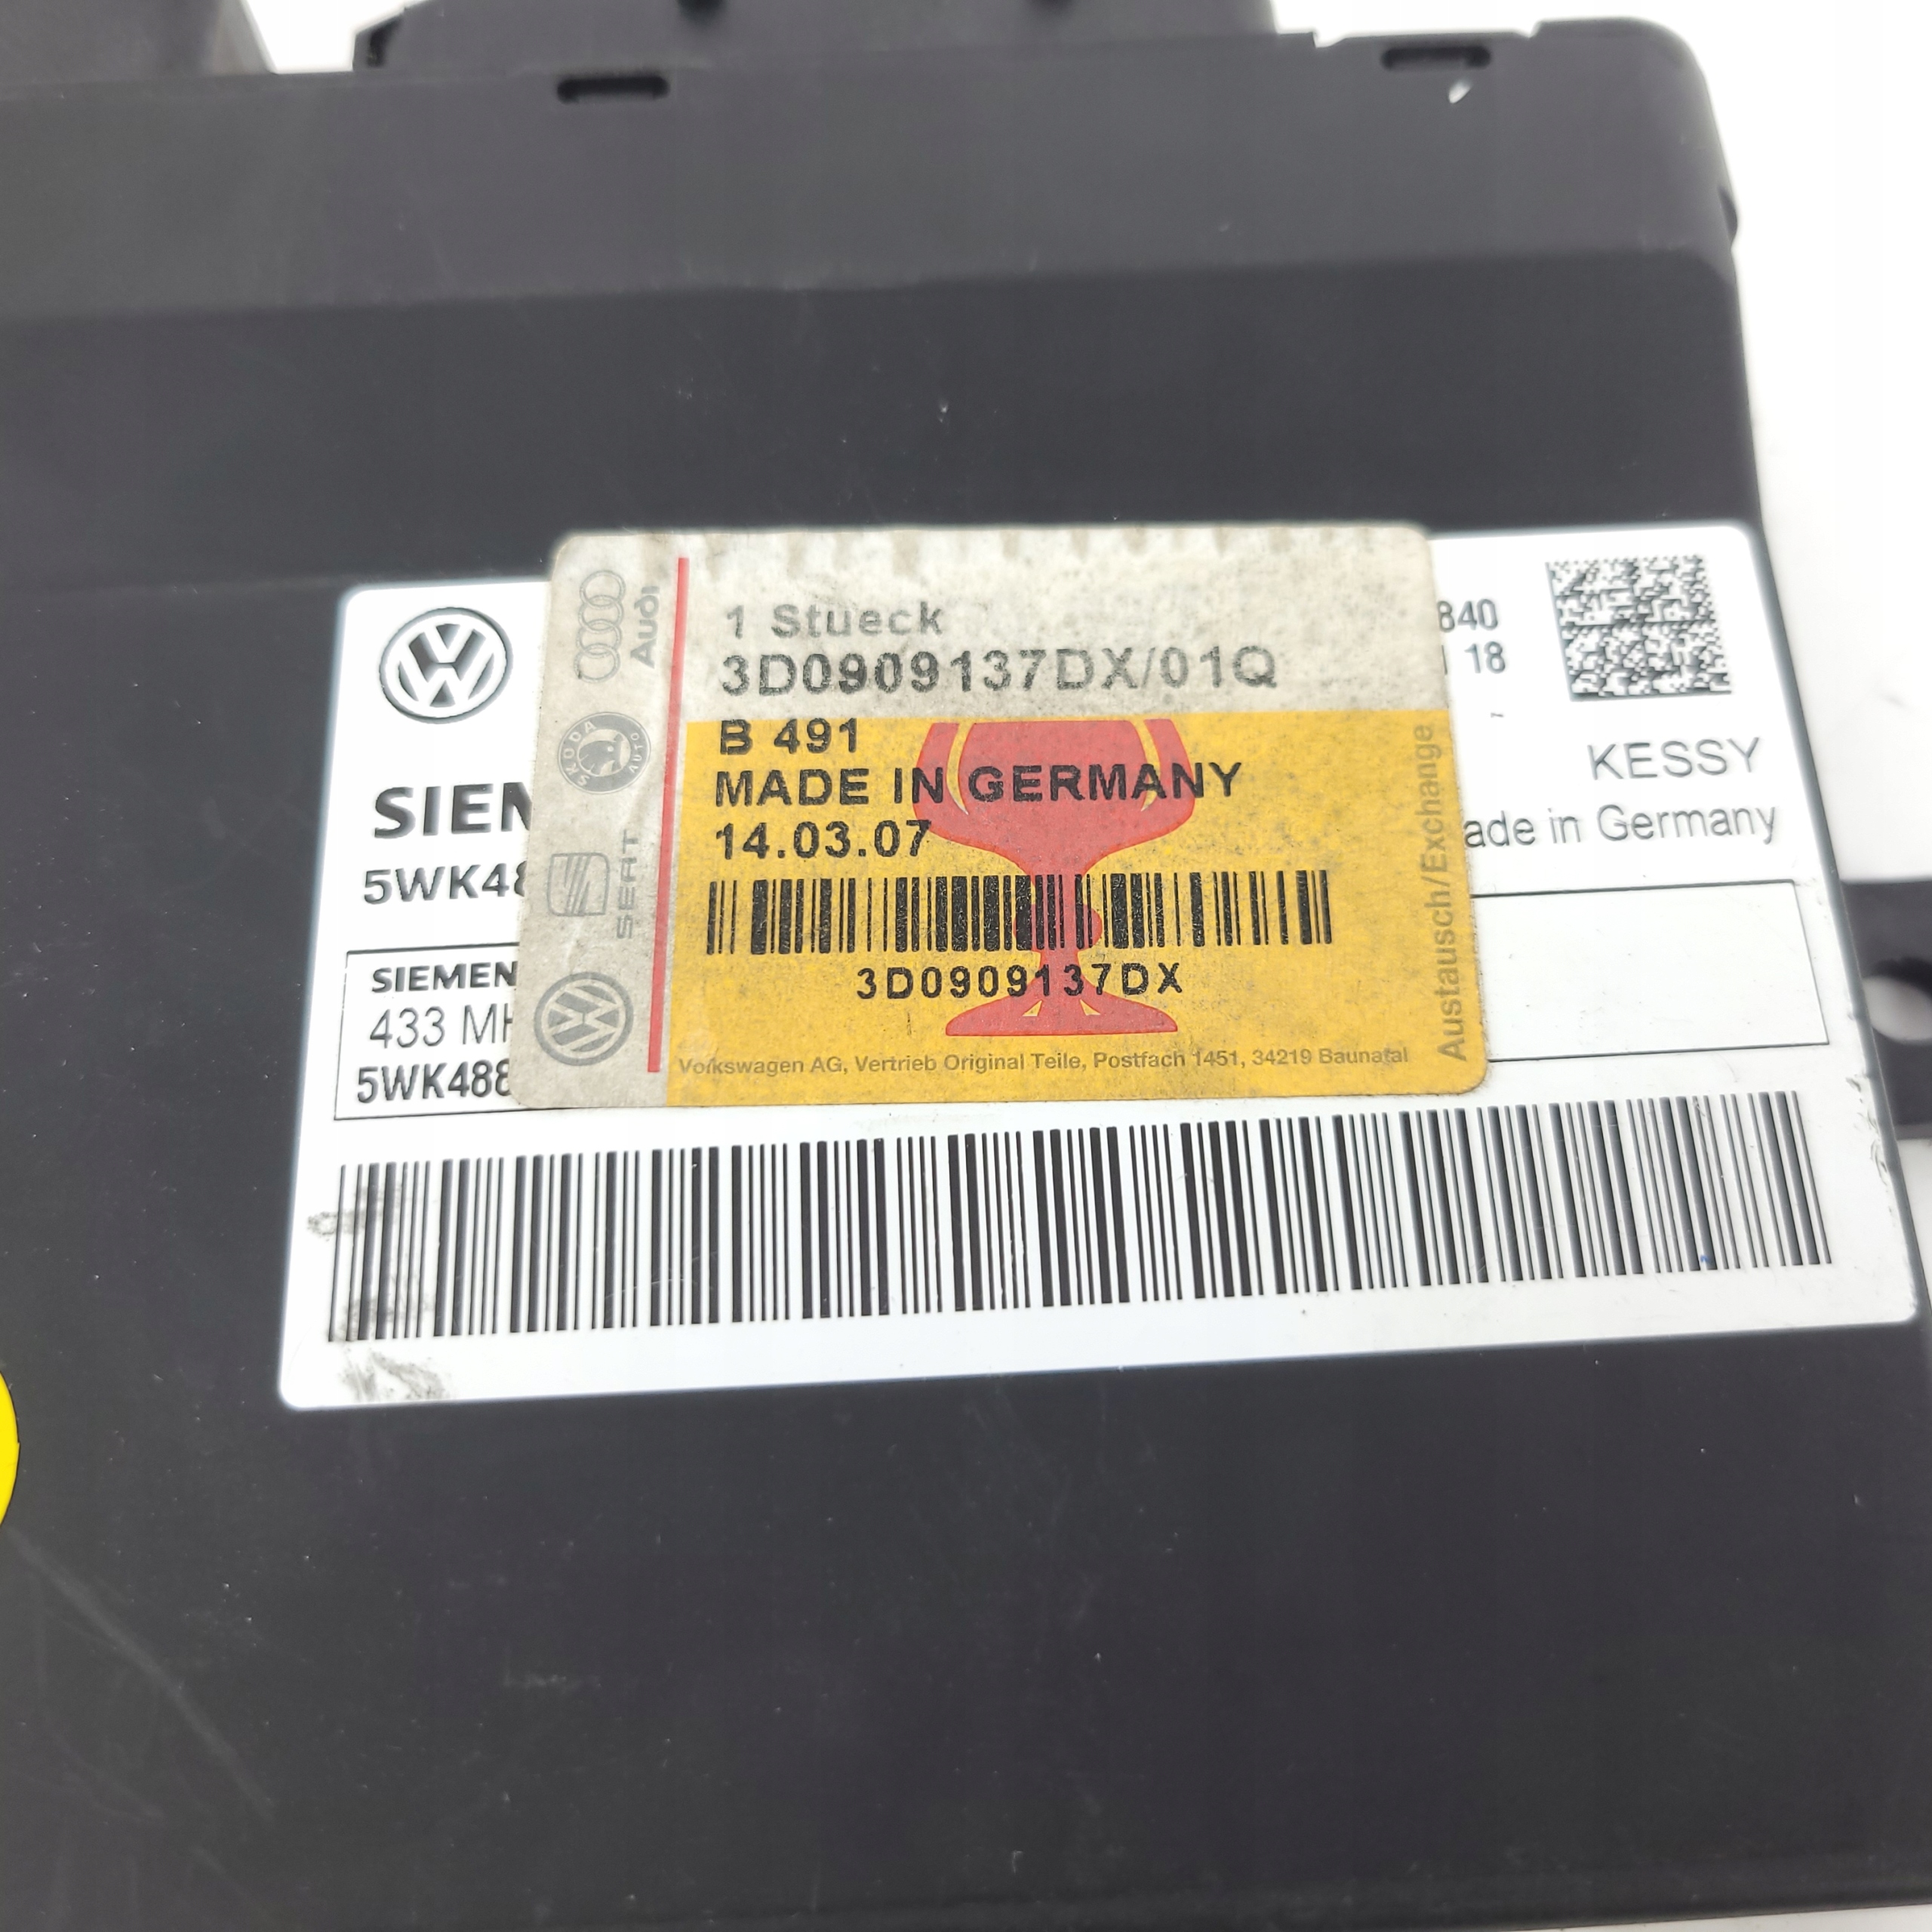 1 Stueck
3D0909137DX/01Q
B 491
MADE IN GERMANY
14.03.07
3D0909137DX
Volkswagen AG, Vertrieb Original Teile, Postfach 1451, 34219 Baunatal
Austausch/Exchange
Audi
SKODA AUTO
SEAT
SIEM
5WK48
SIEMEN
433 MH
5WK488
840
18
KESSY
ade in Germany